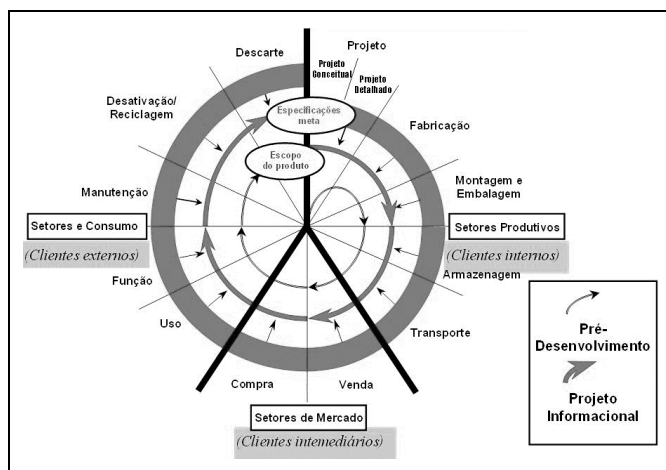 Descarte
Projeto
Projeto
Conceitual
Projeto
Detalhado
Especificações
meta
Desativação/
Reciclagem
Fabricação
Escopo
do produto
Manutenção
Montagem e
Embalagem
Setores e Consumo
(Clientes externos)
Setores Produtivos
(Clientes internos)
Função
Armazenagem
Uso
Transporte
Compra
Venda
Setores de Mercado
(Clientes intemediários)
Pré-
Desenvolvimento
Projeto
Informacional